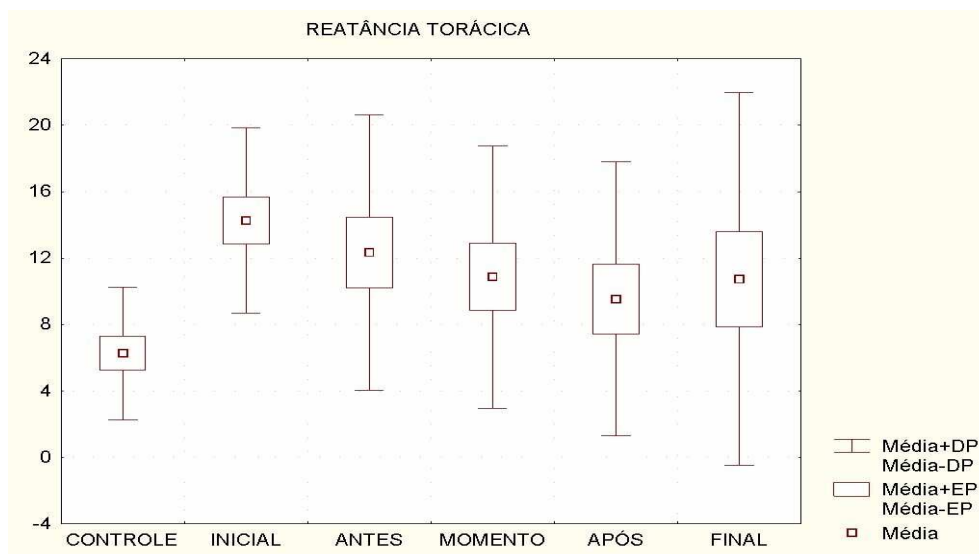 REATÂNCIA TORÁCICA
24
20
16
12
8
4
0
-4
CONTROLE INICIAL ANTES MOMENTO APÓS FINAL
Média+DP
Média-DP
Média+EP
Média-EP
Média